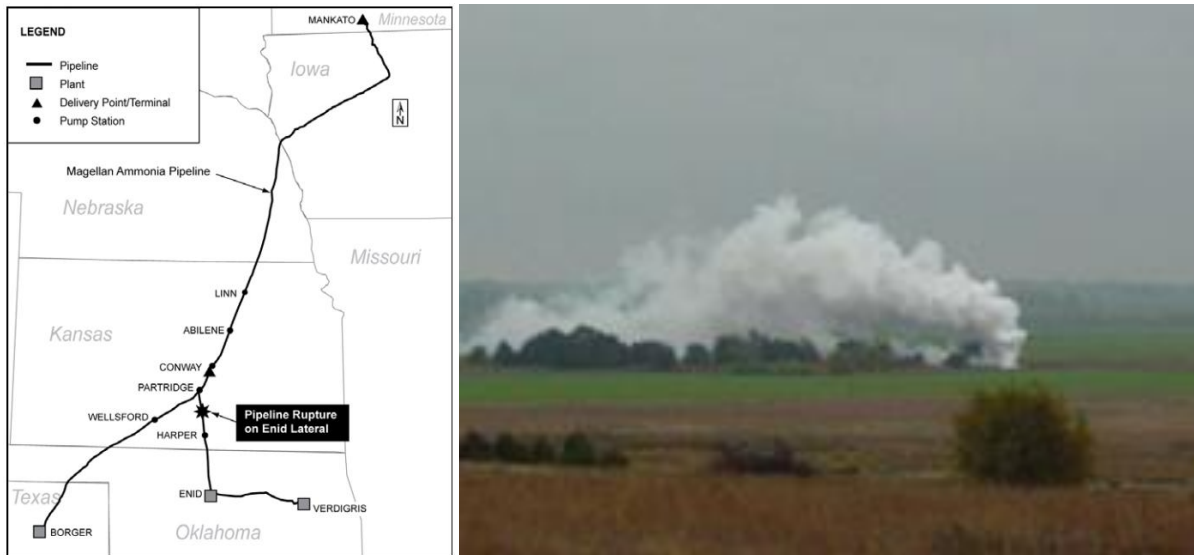 LEGEND
Pipeline
Plant
Delivery Point/Terminal
Pump Station
MANKATO
Minnesota
Iowa
N
Magellan Ammonia Pipeline
Nebraska
Missouri
LINN
ABILENE
Kansas
CONWAY
PARTRIDGE
WELLSFORD
Pipeline Rupture
on Enid Lateral
HARPER
Texas
ENID
VERDIGRIS
BORGER
Oklahoma